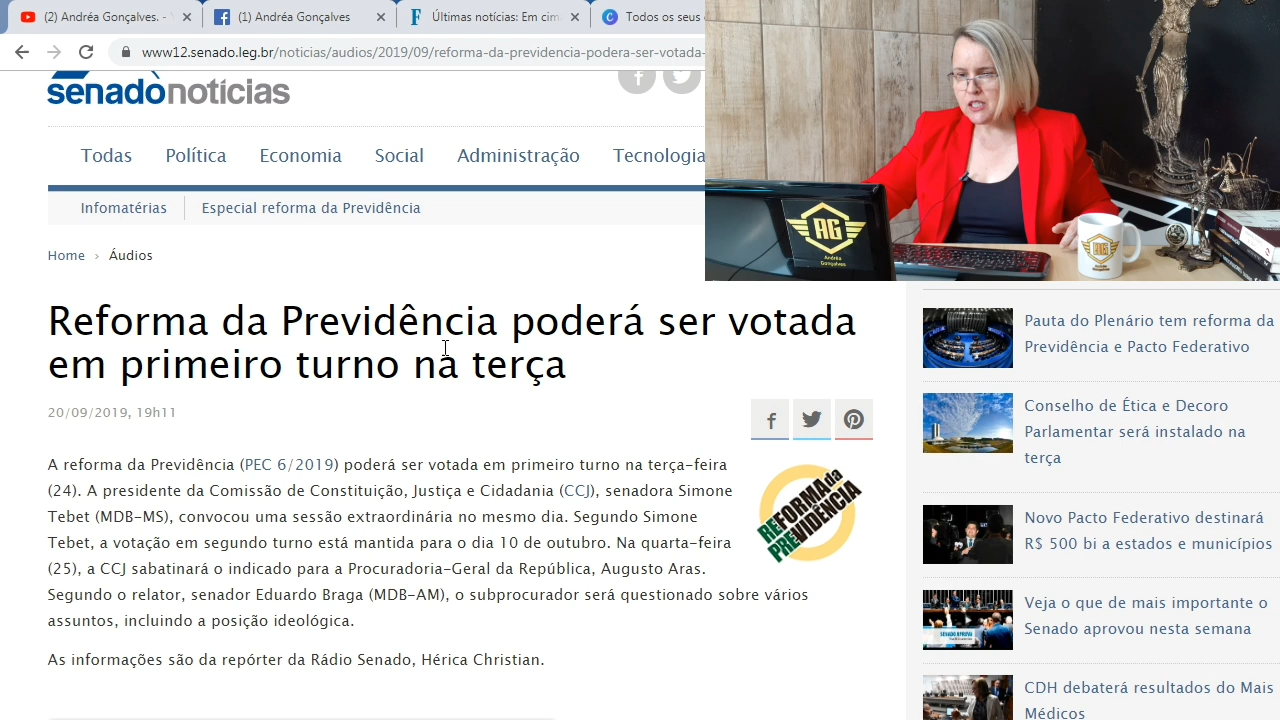 (2) Andréa Gonçalves. -
(1) Andréa Gonçalves
Últimas notícias: Em cim
Todos os seus
www12.senado.leg.br/noticias/audios/2019/09/reforma-da-previdencia-podera-ser-votada-
senado noticias
Todas Política Economia Social Administração Tecnologia
Infomatérias Especial reforma da Previdência
Home › Áudios
Reforma da Previdência poderá ser votada
em primeiro turno na terça
20/09/2019, 19h11
A reforma da Previdência (PEC 6/2019) poderá ser votada em primeiro turno na terça-feira
(24). A presidente da Comissão de Constituição, Justiça e Cidadania (CCJ), senadora Simone
Tebet (MDB-MS), convocou uma reunião extraordinária no mesmo dia. Segundo Simone
Tebet, a votação em segundo turno está mantida para o dia 10 de outubro. Na quarta-feira
(25), a CCJ sabatinará o indicado para a Procuradoria-Geral da República, Augusto Aras.
Segundo o relator, senador Eduardo Braga (MDB-AM), o subprocurador será questionado sobre vários
assuntos, incluindo a posição ideológica.
As informações são da repórter da Rádio Senado, Hérica Christian.
REFORMA da
PREVIDÊNCIA
AG
Andréa
Gonçalves
AG
Pauta do Plenário tem reforma da
Previdência e Pacto Federativo
Conselho de Ética e Decoro
Parlamentar será instalado na
terça
Novo Pacto Federativo destinará
R$ 500 bi a estados e municípios
Veja o que de mais importante o
Senado aprovou nesta semana
SENADO APROVA
CDH debaterá resultados do Mais
Médicos